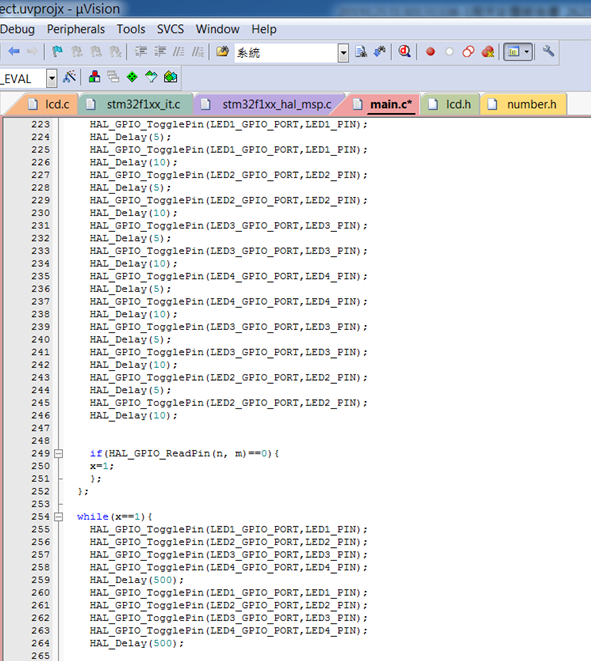 ect.uvprojx - µVision
Debug Peripherals Tools SVCS Window Help
系統
_EVAL
lcd.c stm32f1xx_it.c stm32f1xx_hal_msp.c main.c* lcd.h number.h
223 HAL_GPIO_TogglePin(LED1_GPIO_PORT,LED1_PIN);
224 HAL_Delay(5);
225 HAL_GPIO_TogglePin(LED1_GPIO_PORT,LED1_PIN);
226 HAL_Delay(10);
227 HAL_GPIO_TogglePin(LED2_GPIO_PORT,LED2_PIN);
228 HAL_Delay(5);
229 HAL_GPIO_TogglePin(LED2_GPIO_PORT,LED2_PIN);
230 HAL_Delay(10);
231 HAL_GPIO_TogglePin(LED3_GPIO_PORT,LED3_PIN);
232 HAL_Delay(5);
233 HAL_GPIO_TogglePin(LED3_GPIO_PORT,LED3_PIN);
234 HAL_Delay(10);
235 HAL_GPIO_TogglePin(LED4_GPIO_PORT,LED4_PIN);
236 HAL_Delay(5);
237 HAL_GPIO_TogglePin(LED4_GPIO_PORT,LED4_PIN);
238 HAL_Delay(10);
239 HAL_GPIO_TogglePin(LED3_GPIO_PORT,LED3_PIN);
240 HAL_Delay(5);
241 HAL_GPIO_TogglePin(LED3_GPIO_PORT,LED3_PIN);
242 HAL_Delay(10);
243 HAL_GPIO_TogglePin(LED2_GPIO_PORT,LED2_PIN);
244 HAL_Delay(5);
245 HAL_GPIO_TogglePin(LED2_GPIO_PORT,LED2_PIN);
246 HAL_Delay(10);
247
248
249 if(HAL_GPIO_ReadPin(n, m)==0){
250 x=1;
251 };
252 };
253
254 while(x==1){
255 HAL_GPIO_TogglePin(LED1_GPIO_PORT,LED1_PIN);
256 HAL_GPIO_TogglePin(LED2_GPIO_PORT,LED2_PIN);
257 HAL_GPIO_TogglePin(LED3_GPIO_PORT,LED3_PIN);
258 HAL_GPIO_TogglePin(LED4_GPIO_PORT,LED4_PIN);
259 HAL_Delay(500);
260 HAL_GPIO_TogglePin(LED1_GPIO_PORT,LED1_PIN);
261 HAL_GPIO_TogglePin(LED2_GPIO_PORT,LED2_PIN);
262 HAL_GPIO_TogglePin(LED3_GPIO_PORT,LED3_PIN);
263 HAL_GPIO_TogglePin(LED4_GPIO_PORT,LED4_PIN);
264 HAL_Delay(500);
265